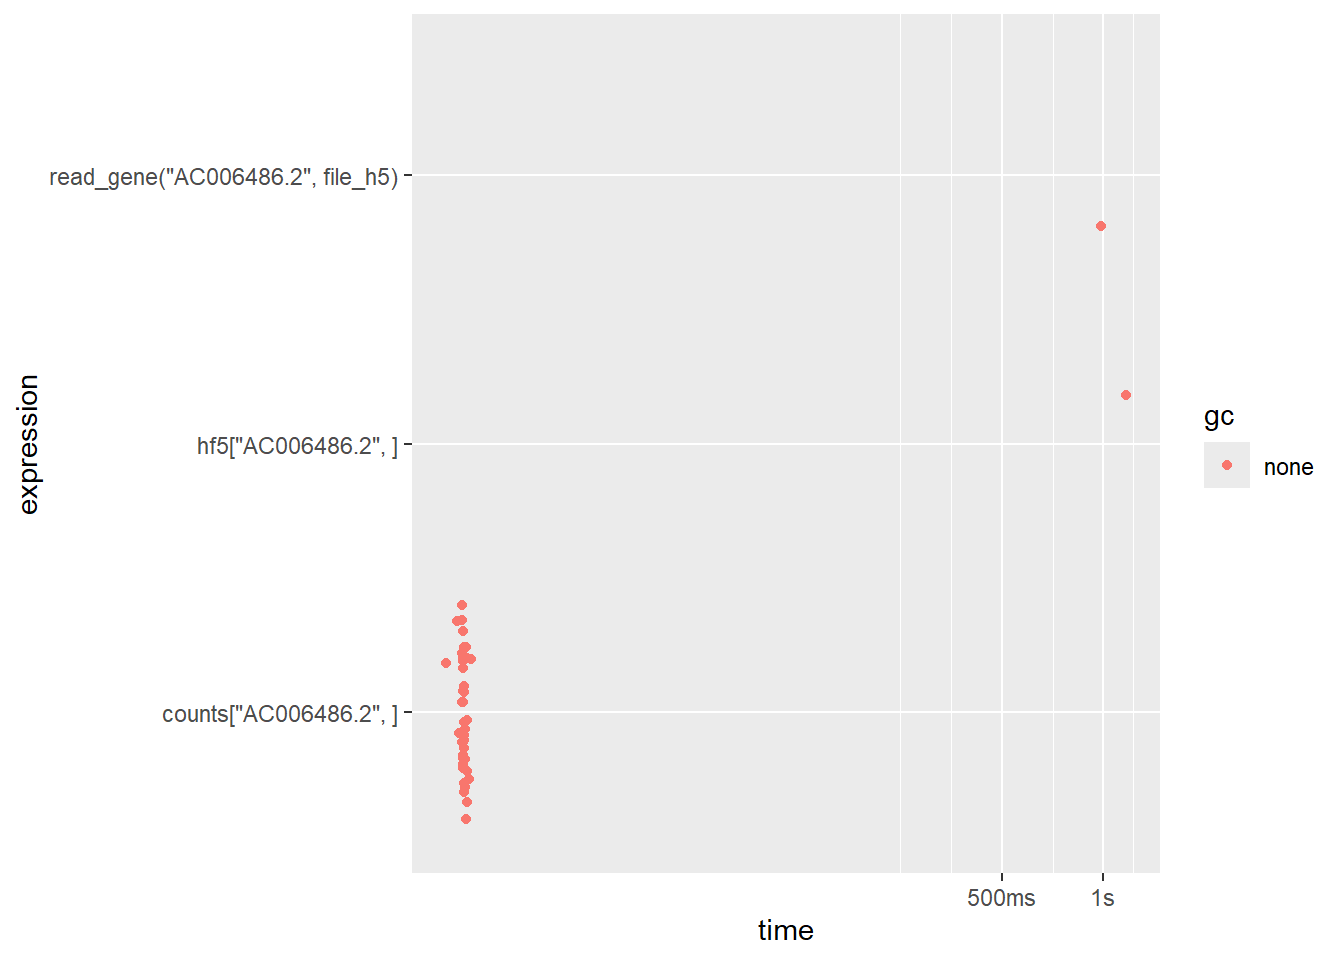 read_gene("AC006486.2", file_h5)
hf5["AC006486.2", ]
counts["AC006486.2", ]
expression
500ms
1s
time
gc
none